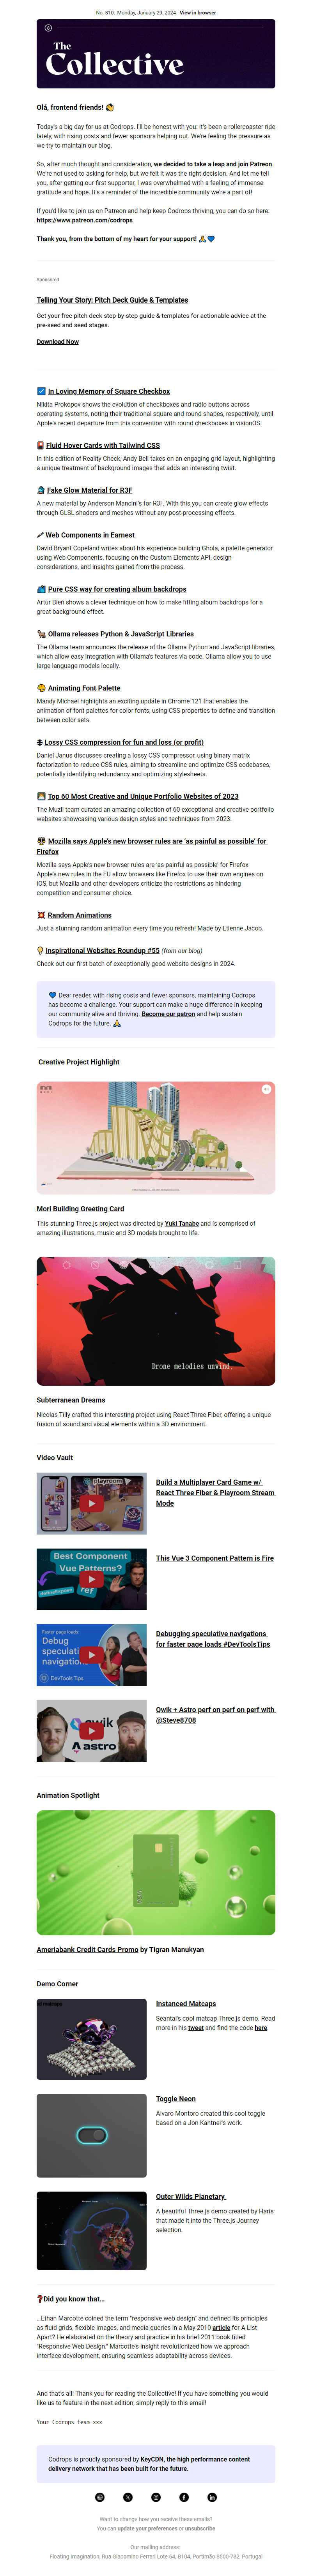 No. 810, Monday, January 29, 2024 View in browser
The
Collective
Olá, frontend friends! 👋
Today's a big day for us at Codrops. I'll be honest with you: it's been a rollercoaster ride
lately, with rising costs and fewer sponsors helping out. We're feeling the pressure as
we try to maintain our blog.
So, after much thought and consideration, we decided to take a leap and join Patreon.
We're not used to asking for help, but we felt it was the right decision. And let me tell
you, after getting our first supporter, I was overwhelmed with a feeling of immense
gratitude and hope. It's a reminder of the incredible community we're a part of!
If you'd like to join us on Patreon and help keep Codrops thriving, you can do so here:
https://www.patreon.com/codrops
Thank you, from the bottom of my heart for your support! 🙏💙
Sponsored
Telling Your Story: Pitch Deck Guide & Templates
Get your free pitch deck step-by-step guide & templates for actionable advice at the
pre-seed and seed stages.
Download Now
In Loving Memory of Square Checkbox
Nikita Prokopov shows the evolution of checkboxes and radio buttons across
operating systems, noting their traditional square and round shapes, respectively, until
Apple's recent departure from this convention with round checkboxes in visionOS.
Fluid Hover Cards with Tailwind CSS
In this edition of Reality Check, Andy Bell takes on an engaging grid layout, highlighting
a unique treatment of background images that adds an interesting twist.
Fake Glow Material for R3F
A new material by Anderson Mancini's for R3F. With this you can create glow effects
through GLSL shaders and meshes without any post-processing effects.
Web Components in Earnest
David Bryant Copeland writes about his experience building Ghola, a palette generator
using Web Components, focusing on the Custom Elements API, design
considerations, and insights gained from the process.
Pure CSS way for creating album backdrops
Artur Bien shows a clever technique on how to make fitting album backdrops for a
great background effect.
Ollama releases Python & JavaScript Libraries
The Ollama team announces the release of the Ollama Python and JavaScript libraries,
which allow easy integration with Ollama's features via code. Ollama allow you to use
large language models locally.
Animating Font Palette
Mandy Michael highlights an exciting update in Chrome 121 that enables the
animation of font palettes for color fonts, using CSS properties to define and transition
between color sets.
Lossy CSS compression for fun and loss (or profit)
Daniel Janus discusses creating a lossy CSS compressor, using binary matrix
factorization to reduce CSS rules, aiming to streamline and optimize CSS codebases,
potentially identifying redundancy and optimizing stylesheets.
Top 60 Most Creative and Unique Portfolio Websites of 2023
The Muzli team curated an amazing collection of 60 exceptional and creative portfolio
websites showcasing various design styles and techniques from 2023.
Mozilla says Apple's new browser rules are 'as painful as possible' for
Firefox
Mozilla says Apple's new browser rules are 'as painful as possible' for Firefox
Apple's new rules in the EU allow browsers like Firefox to use their own engines on
iOS, but Mozilla and other developers criticize the restrictions as hindering
competition and consumer choice.
Random Animations
Just a stunning random animation every time you refresh! Made by Etienne Jacob.
Inspirational Websites Roundup #55 (from our blog)
Check out our first batch of exceptionally good website designs in 2024.
💙 Dear reader, with rising costs and fewer sponsors, maintaining Codrops
has become a challenge. Your support can make a huge difference in keeping
our community alive and thriving. Become our patron and help sustain
Codrops for the future. 🙏
Creative Project Highlight
Mori Building Greeting Card
This stunning Three.js project was directed by Yuki Tanabe and is comprised of
amazing illustrations, music and 3D models brought to life.
Drone melodies unwind.
Subterranean Dreams
Nicolas Tilly crafted this interesting project using React Three Fiber, offering a unique
fusion of sound and visual elements within a 3D environment.
Video Vault
playroom
Build a Multiplayer Card Game w/
React Three Fiber & Playroom Stream
Mode
Best Component
Vue Patterns?
ref
This Vue 3 Component Pattern is Fire
Faster page loads:
Debug
speculative
navigations
DevTools Tips
Debugging speculative navigations
for faster page loads #DevToolsTips
Qwik
astro
Qwik + Astro perf on perf on perf with
@Steve8708
Animation Spotlight
Ameriabank Credit Cards Promo by Tigran Manukyan
Demo Corner
Instanced Matcaps
Seantai's cool matcap Three.js demo. Read
more in his tweet and find the code here.
Toggle Neon
Alvaro Montoro created this cool toggle
based on a Jon Kantner's work.
Outer Wilds Planetary
A beautiful Three.js demo created by Haris
that made it into the Three.js Journey
selection.
❓Did you know that…
…Ethan Marcotte coined the term "responsive web design" and defined its principles
as fluid grids, flexible images, and media queries in a May 2010 article for A List
Apart? He elaborated on the theory and practice in his brief 2011 book titled
"Responsive Web Design." Marcotte's insight revolutionized how we approach
interface development, ensuring seamless adaptability across devices.
And that's all! Thank you for reading the Collective! If you have something you would
like us to feature in the next edition, simply reply to this email!
Your Codrops team xxx
Codrops is proudly sponsored by KeyCDN, the high performance content
delivery network that has been built for the future.
Want to change how you receive these emails?
You can update your preferences or unsubscribe
Our mailing address:
Floating Imagination, Rua Giacomino Ferrari Lote 64, B104, Portimão 8500-782, Portugal